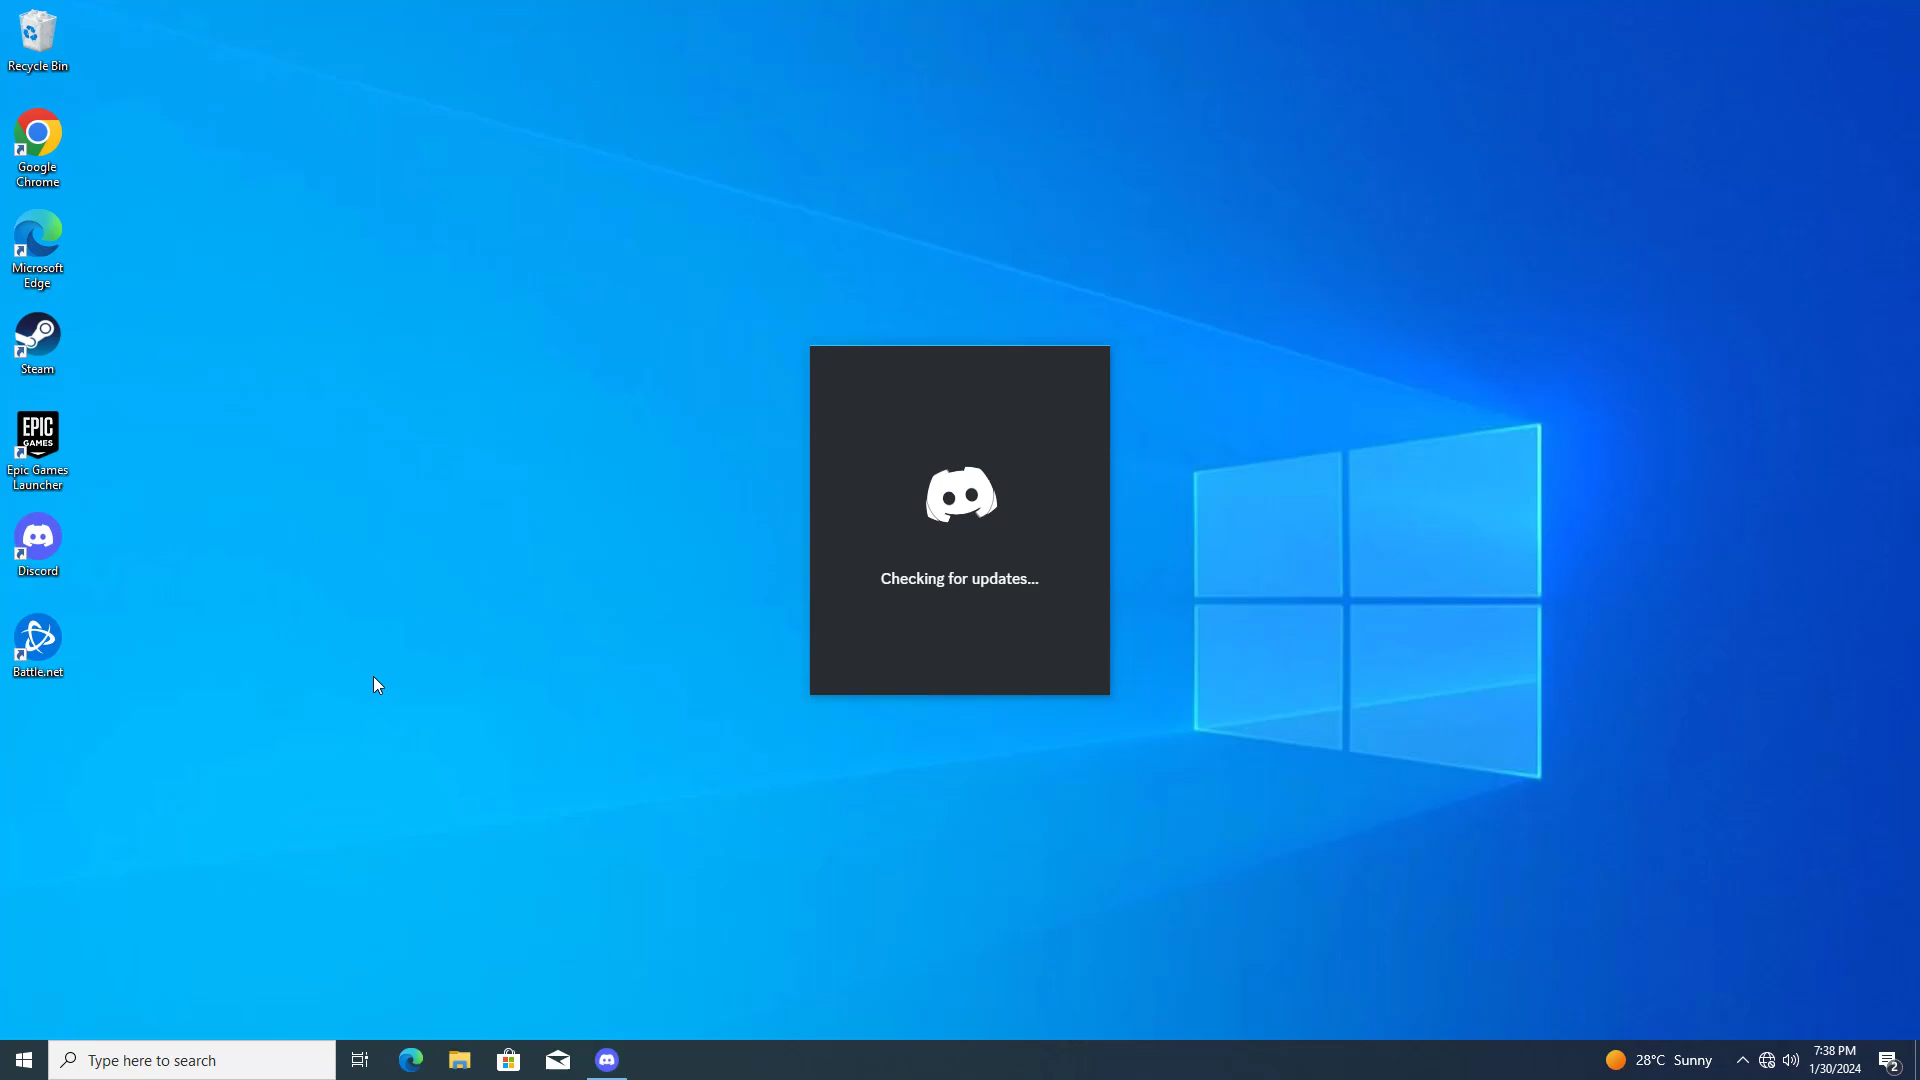 Recycle Bin
Google
Chrome
Microsoft
Edge
Steam
EPIC
GAMES
Epic Games
Launcher
Discord
Battle.net
Checking for updates...
Type here to search
28°C Sunny
7:38 PM
1/30/2024
2